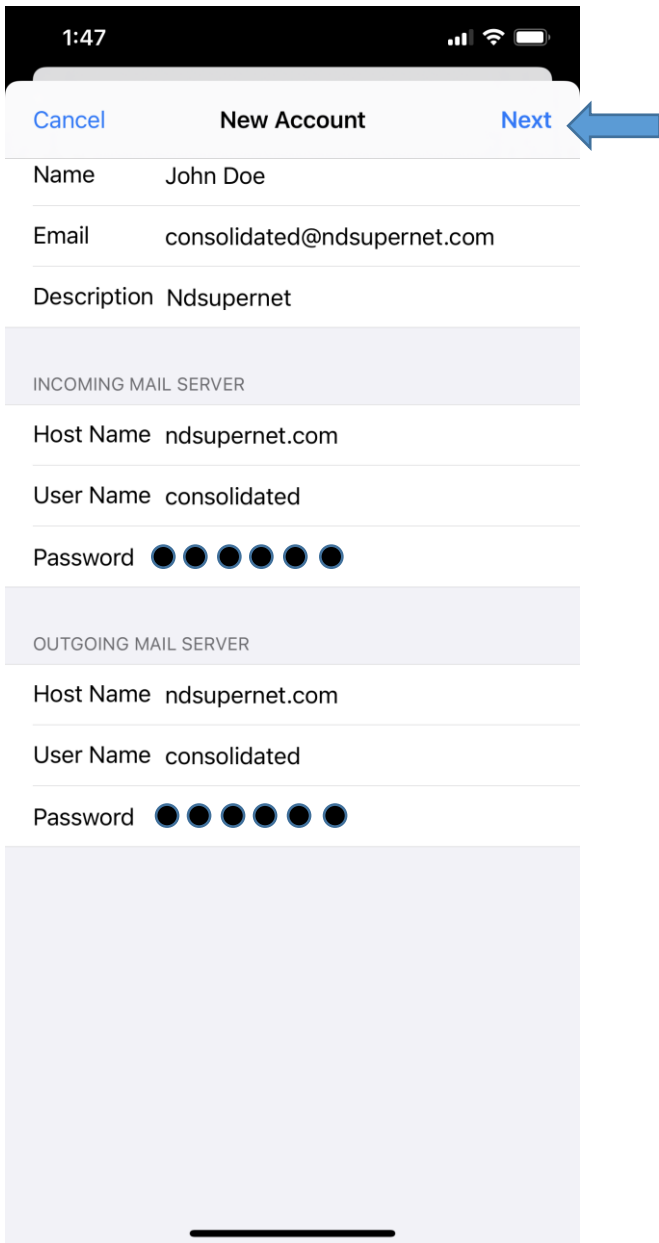 1:47
Cancel New Account Next
Name John Doe
Email consolidated@ndsupernet.com
Description Ndsupernet
INCOMING MAIL SERVER
Host Name ndsupernet.com
User Name consolidated
Password ●●●●●●
OUTGOING MAIL SERVER
Host Name ndsupernet.com
User Name consolidated
Password ●●●●●●